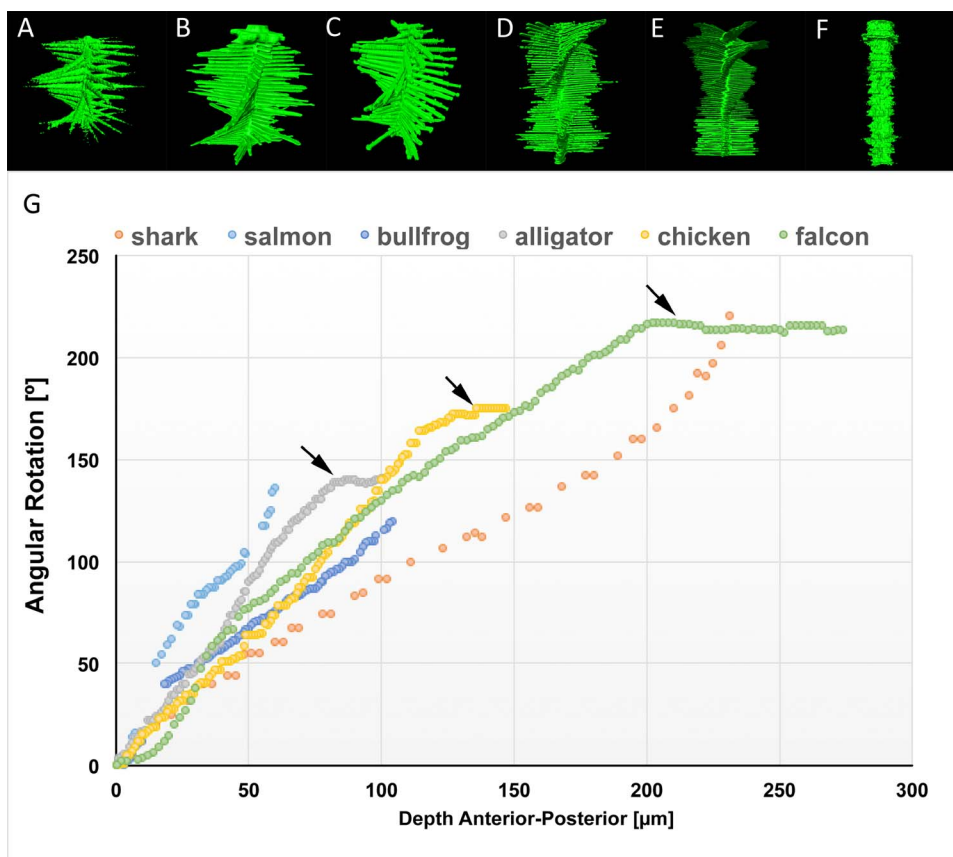 A B C D E F
G
shark salmon bullfrog alligator chicken falcon
250
200
150
100
50
0
Angular Rotation [º]
0 50 100 150 200 250 300
Depth Anterior-Posterior [µm]